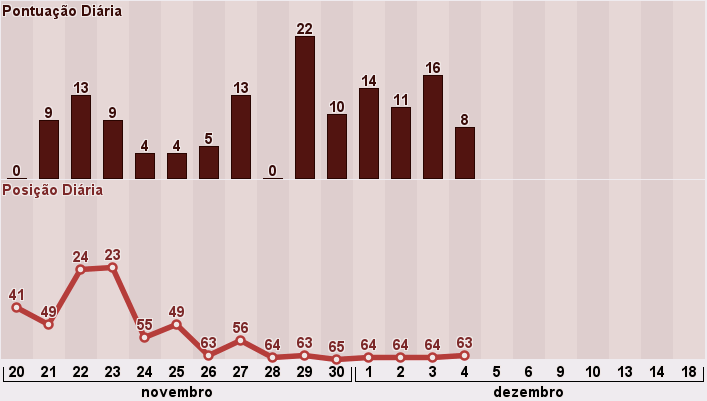 Pontuação Diária
0 9 13 9 4 4 5 13 0 22 10 14 11 16 8
Posição Diária
41 49 24 23 55 49 63 56 64 63 65 64 64 64 63
20 21 22 23 24 25 26 27 28 29 30 1 2 3 4 5 6 9 10 13 14 18
novembro dezembro